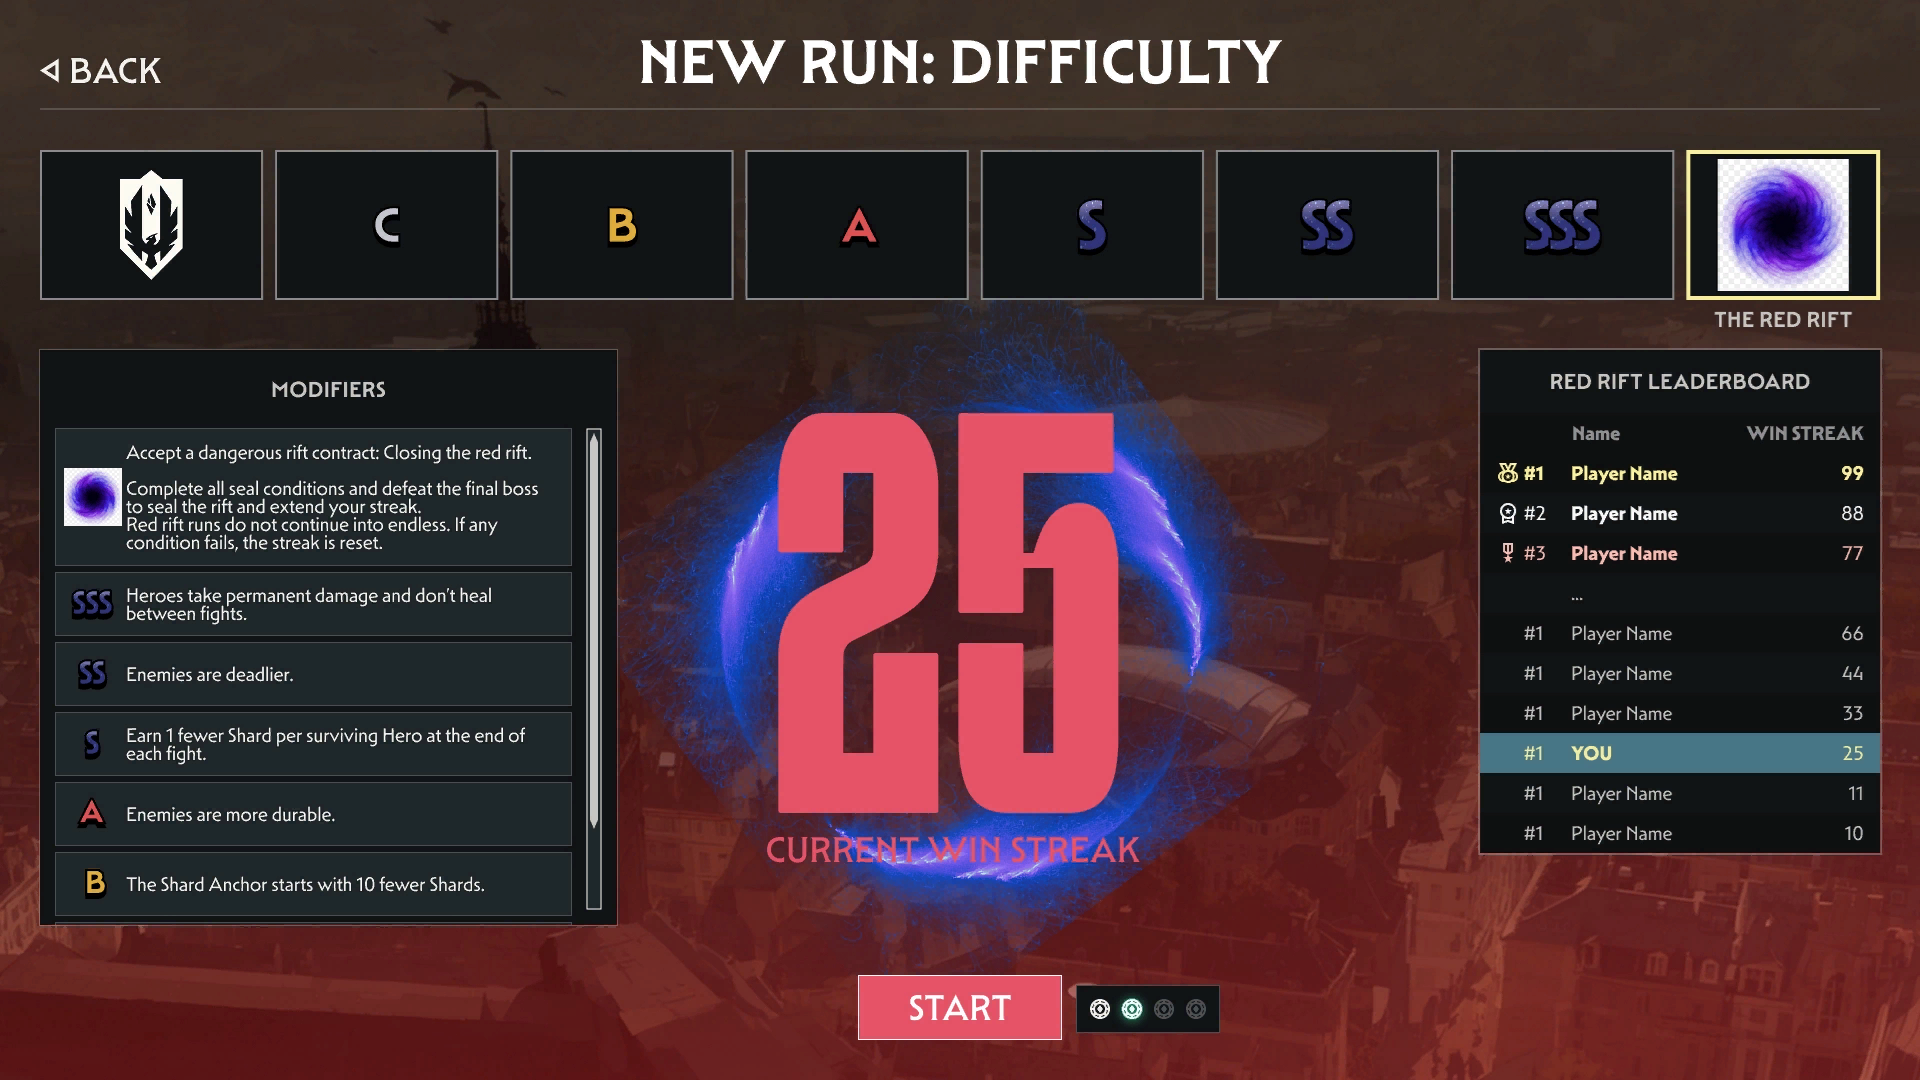 BACK
NEW RUN: DIFFICULTY
C
B
A
S
SS
SSS
THE RED RIFT
MODIFIERS
Accept a dangerous rift contract: Closing the red rift.
Complete all seal conditions and defeat the final boss
to seal the rift and extend your streak.
Red rift runs do not continue into endless. If any
condition fails, the streak is reset.
SSS
Heroes take permanent damage and don't heal
between fights.
SS
Enemies are deadlier.
S
Earn 1 fewer Shard per surviving Hero at the end of
each fight.
A
Enemies are more durable.
B
The Shard Anchor starts with 10 fewer Shards.
25
CURRENT WIN STREAK
START
RED RIFT LEADERBOARD
Name WIN STREAK
#1 Player Name 99
#2 Player Name 88
#3 Player Name 77
...
#1 Player Name 66
#1 Player Name 44
#1 Player Name 33
#1 YOU 25
#1 Player Name 11
#1 Player Name 10